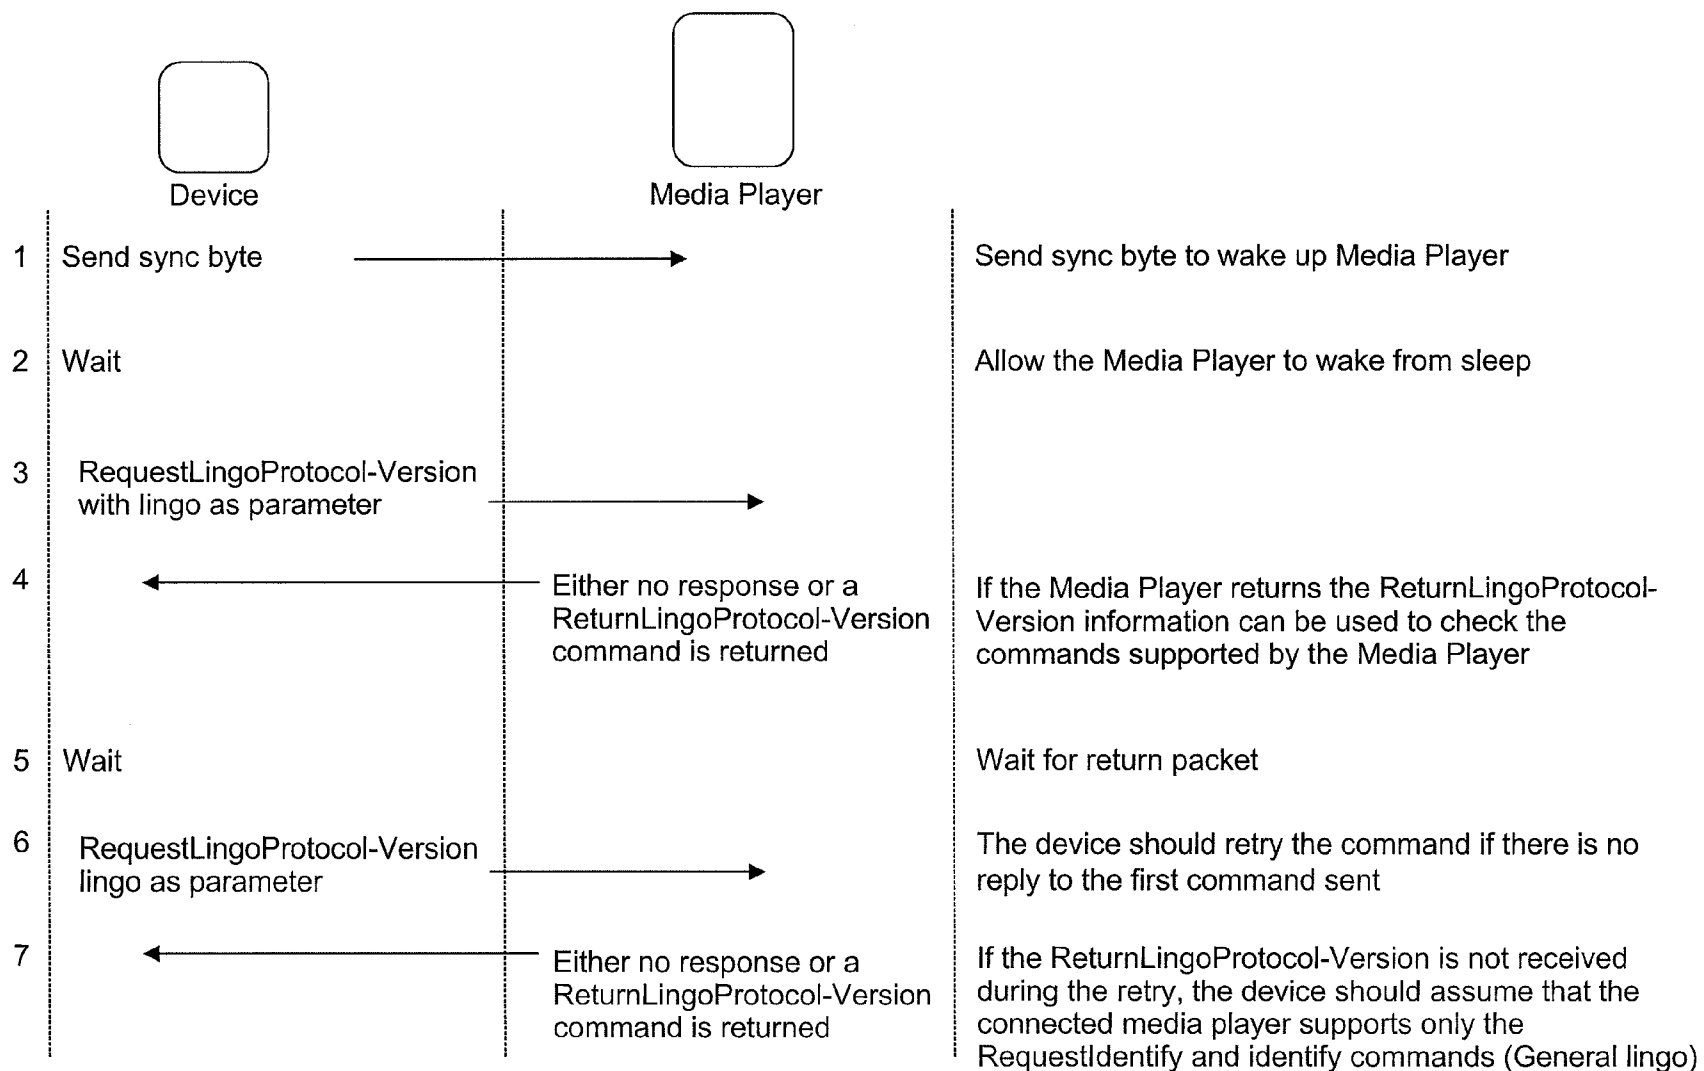 Device
Media Player
1 Send sync byte Send sync byte to wake up Media Player
2 Wait Allow the Media Player to wake from sleep
3 RequestLingoProtocol-Version
with lingo as parameter
4 Either no response or a
ReturnLingoProtocol-Version
command is returned
If the Media Player returns the ReturnLingoProtocol-
Version information can be used to check the
commands supported by the Media Player
5 Wait Wait for return packet
6 RequestLingoProtocol-Version
lingo as parameter
The device should retry the command if there is no
reply to the first command sent
7 Either no response or a
ReturnLingoProtocol-Version
command is returned
If the ReturnLingoProtocol-Version is not received
during the retry, the device should assume that the
connected media player supports only the
RequestIdentify and identify commands (General lingo)